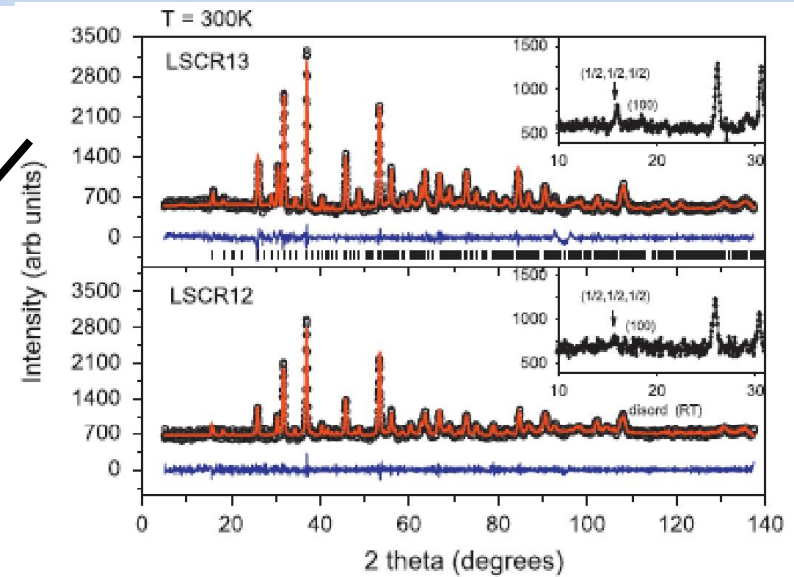 T = 300K
3500
2800
2100
1400
700
0
LSCR13
1500
1000
500
(1/2,1/2,1/2)
(100)
10 20 30
Intensity (arb units)
3500
2800
2100
1400
700
0
LSCR12
1500
1000
500
(1/2,1/2,1/2)
(100)
10 20 30
disord (RT)
0 20 40 60 80 100 120 140
2 theta (degrees)